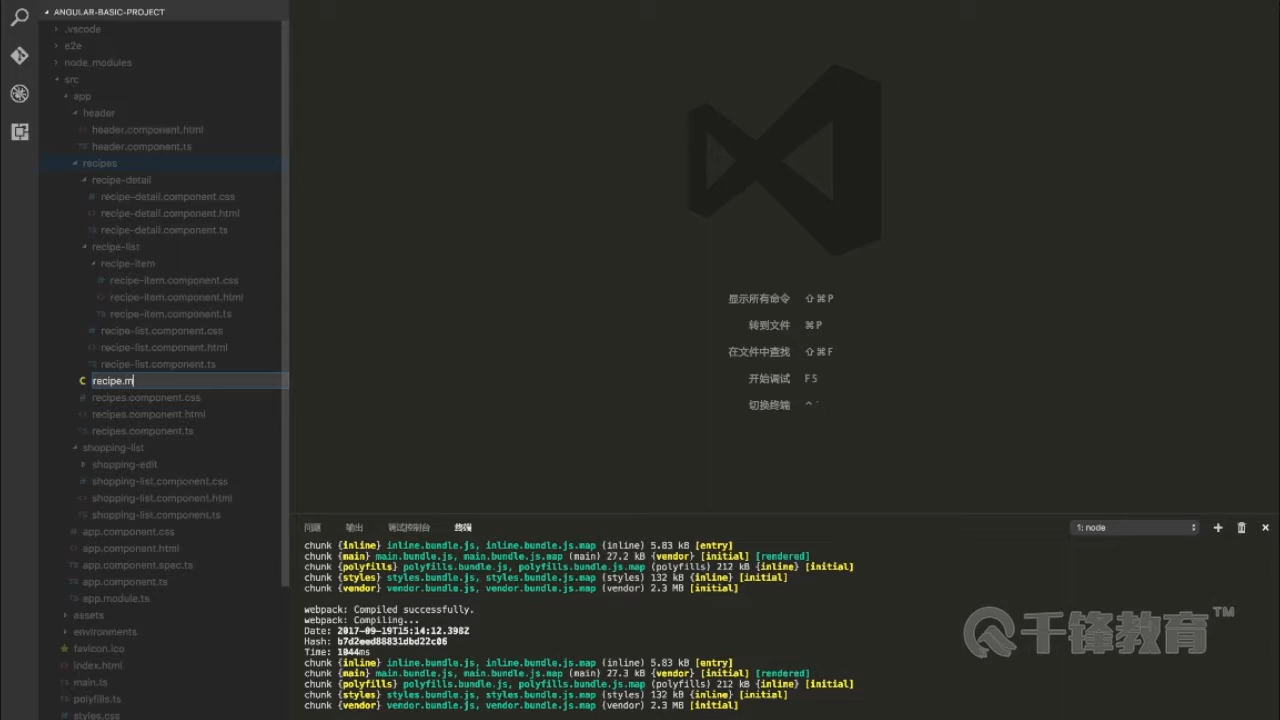 ANGULAR-BASIC-PROJECT
.vscode
e2e
node_modules
src
app
header
header.component.html
header.component.ts
recipes
recipe-detail
recipe-detail.component.css
recipe-detail.component.html
recipe-detail.component.ts
recipe-list
recipe-item
recipe-item.component.css
recipe-item.component.html
recipe-item.component.ts
recipe-list.component.css
recipe-list.component.html
recipe-list.component.ts
recipe.m
recipes.component.css
recipes.component.html
recipes.component.ts
shopping-list
shopping-edit
shopping-list.component.css
shopping-list.component.html
shopping-list.component.ts
app.component.css
app.component.html
app.component.spec.ts
app.component.ts
app.module.ts
assets
environments
favicon.ico
index.html
main.ts
polyfills.ts
styles.css
显示所有命令 ⇧⌘P
转到文件 ⌘P
在文件中查找 ⇧⌘F
开始调试 F5
切换终端 ⌃`
问题 输出 调试控制台 终端 1: node
chunk {inline} inline.bundle.js, inline.bundle.js.map (inline) 5.83 kB [entry]
chunk {main} main.bundle.js, main.bundle.js.map (main) 27.2 kB {vendor} [initial] [rendered]
chunk {polyfills} polyfills.bundle.js, polyfills.bundle.js.map (polyfills) 212 kB {inline} [initial]
chunk {styles} styles.bundle.js, styles.bundle.js.map (styles) 132 kB {inline} [initial]
chunk {vendor} vendor.bundle.js, vendor.bundle.js.map (vendor) 2.3 MB [initial]
webpack: Compiled successfully.
webpack: Compiling...
Date: 2017-09-19T15:14:12.398Z
Hash: b7d2eed88831dbd22c06
Time: 1044ms
chunk {inline} inline.bundle.js, inline.bundle.js.map (inline) 5.83 kB [entry]
chunk {main} main.bundle.js, main.bundle.js.map (main) 27.3 kB {vendor} [initial] [rendered]
chunk {polyfills} polyfills.bundle.js, polyfills.bundle.js.map (polyfills) 212 kB {inline} [initial]
chunk {styles} styles.bundle.js, styles.bundle.js.map (styles) 132 kB {inline} [initial]
chunk {vendor} vendor.bundle.js, vendor.bundle.js.map (vendor) 2.3 MB [initial]
千锋教育™